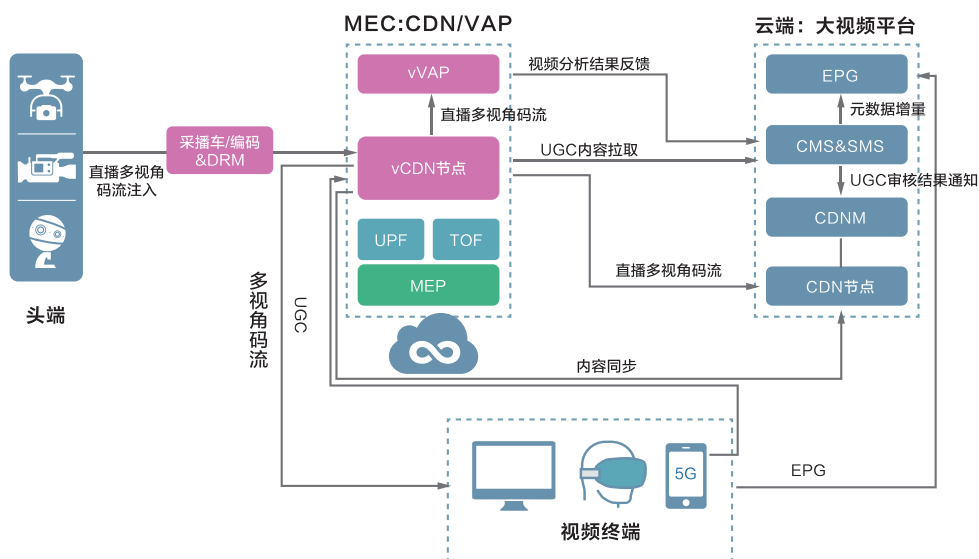 MEC:CDN/VAP
云端：大视频平台
vVAP
视频分析结果反馈
EPG
直播多视角码流
元数据增量
采播车/编码
&DRM
UGC内容拉取
CMS&SMS
直播多视角
码流注入
vCDN节点
UGC审核结果通知
CDNM
UPF
TOF
直播多视角码流
CDN节点
MEP
头端
多视角码流
UGC
内容同步
5G
EPG
视频终端